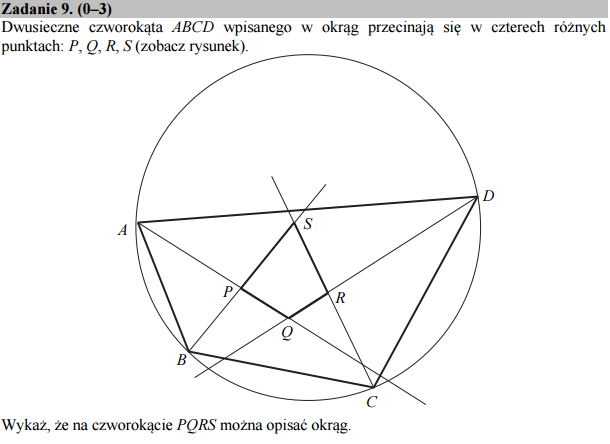 Zadanie 9. (0–3)
Dwusieczne czworokąta ABCD wpisanego w okrąg przecinają się w czterech różnych
punktach: P, Q, R, S (zobacz rysunek).
D
A
S
P
R
Q
B
C
Wykaż, że na czworokącie PQRS można opisać okrąg.